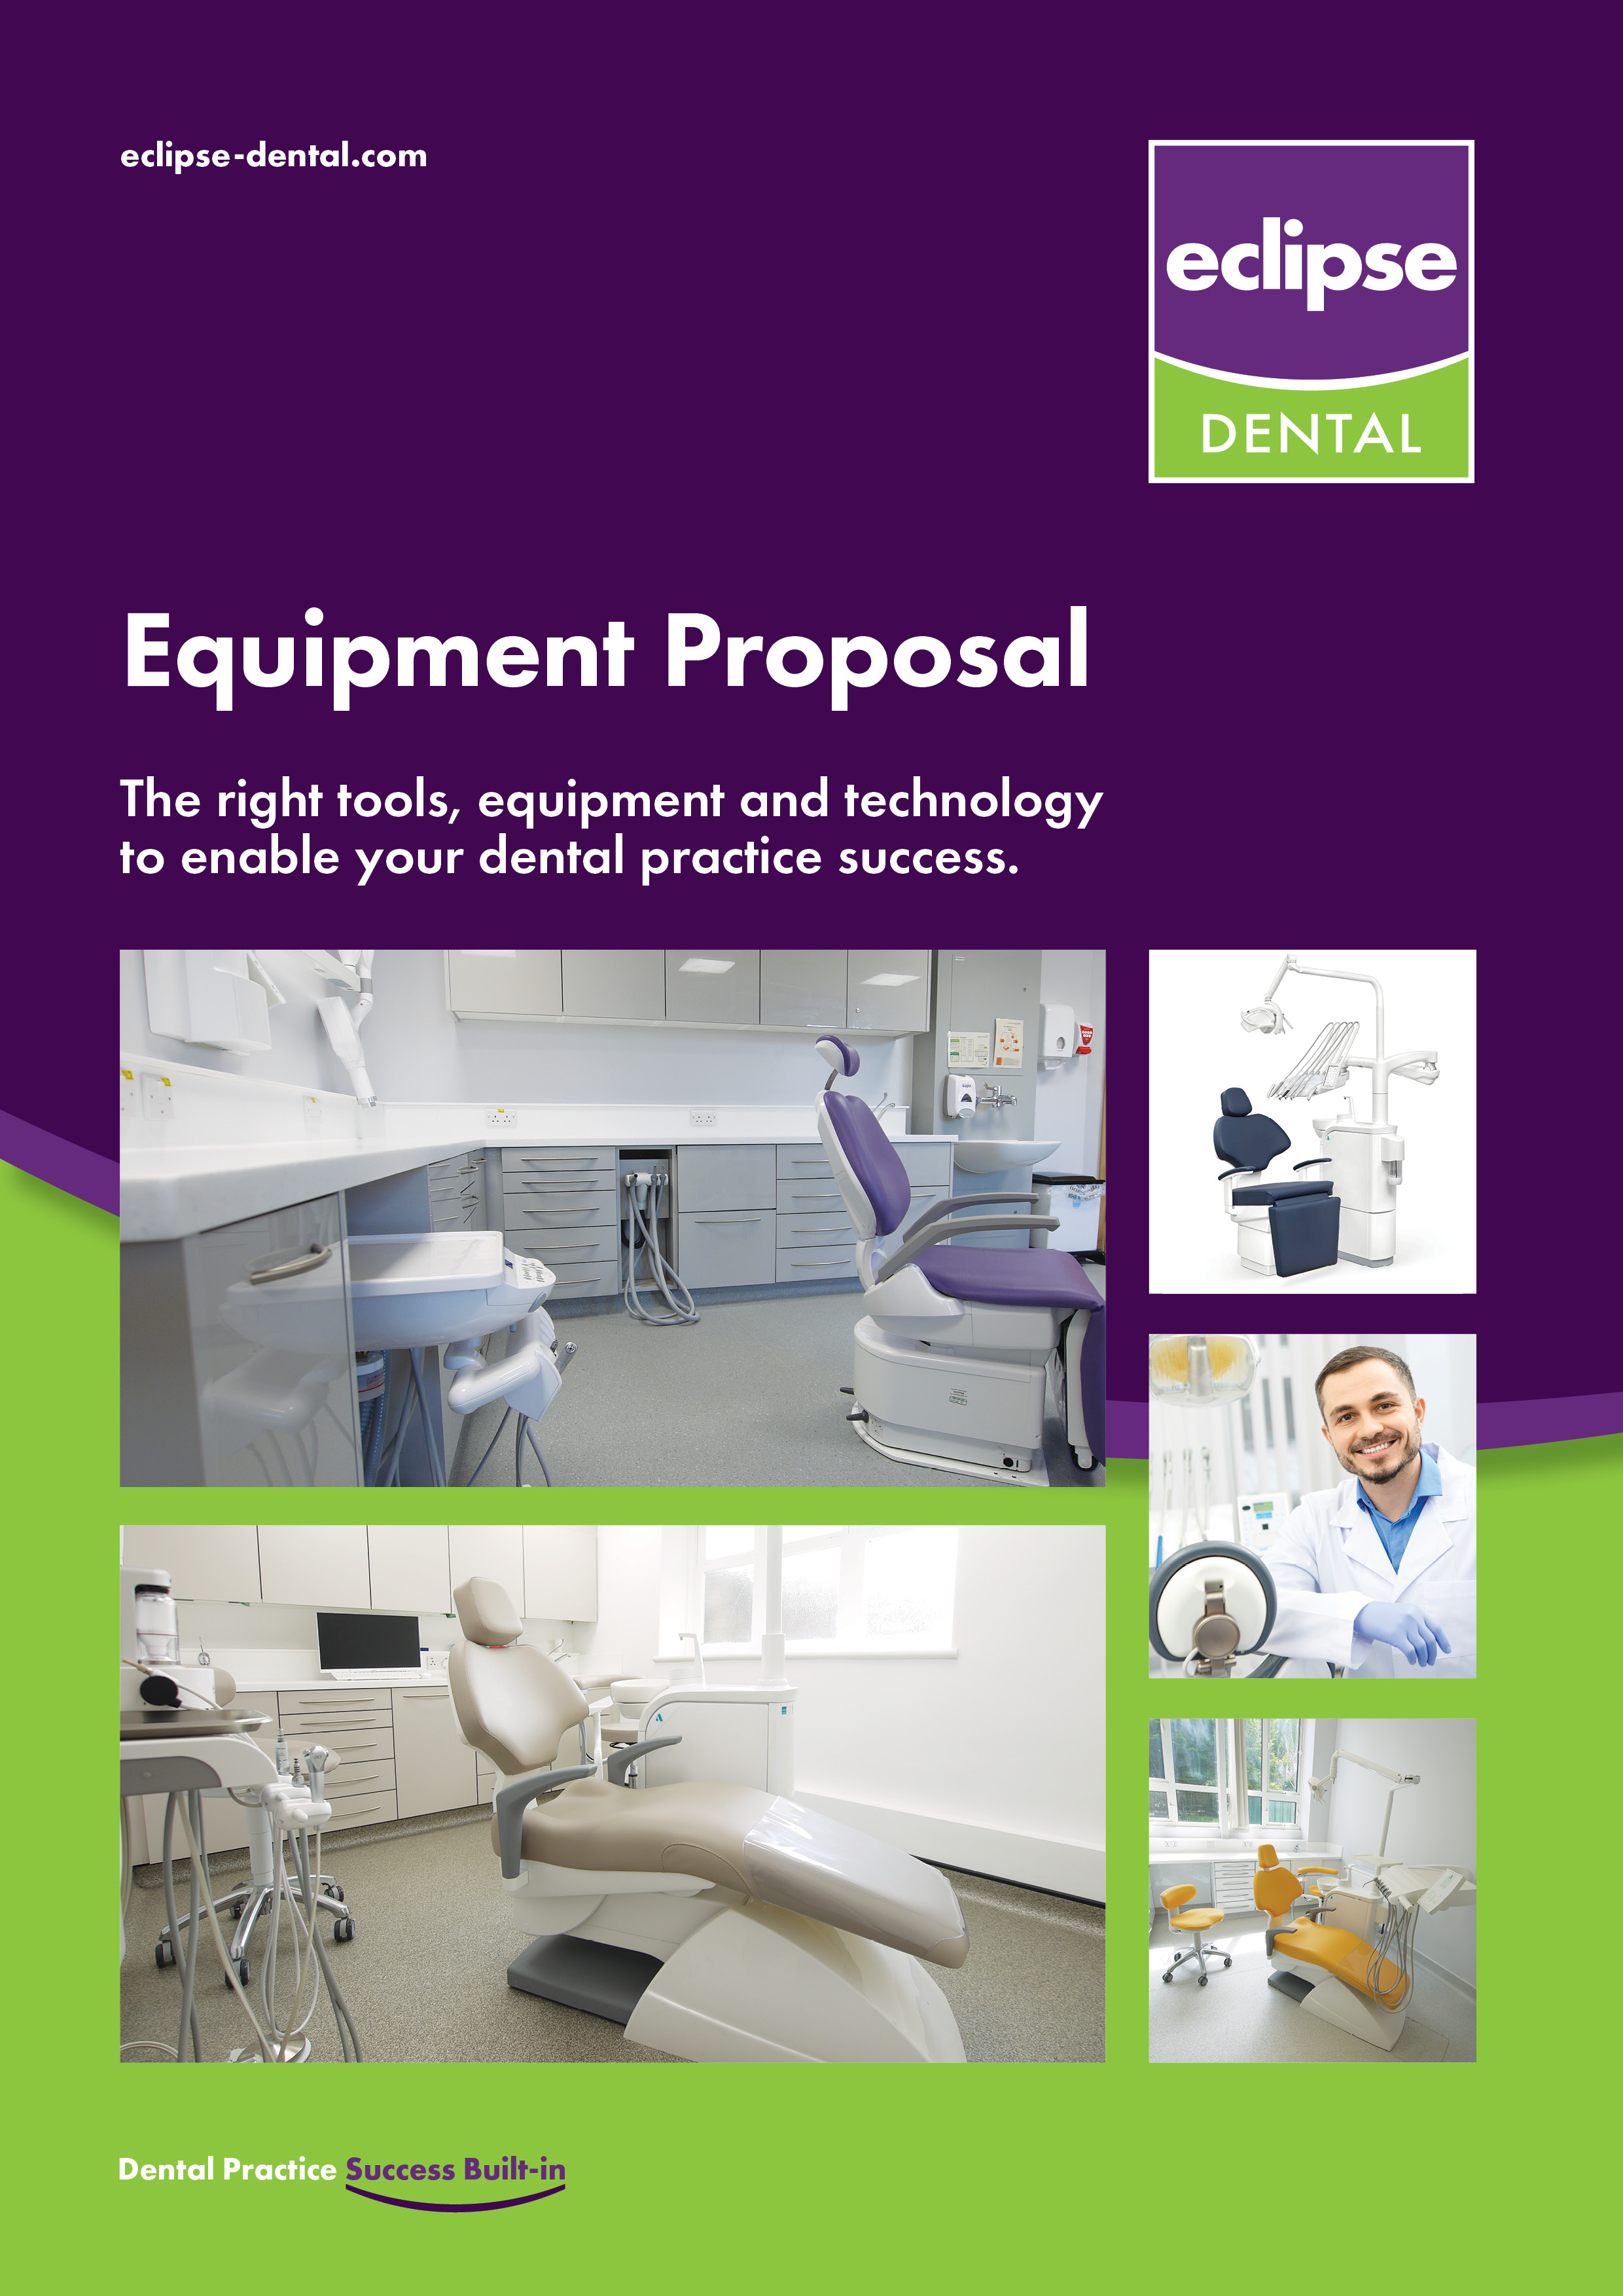 eclipse-dental.com
eclipse
DENTAL
Equipment Proposal
The right tools, equipment and technology
to enable your dental practice success.
Dental Practice Success Built-in